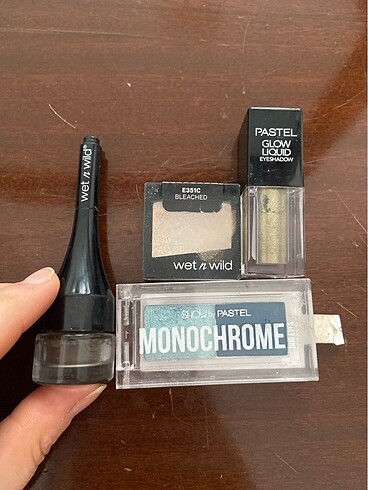 wet n wild®
E351C
BLEACHED
wet n wild
PASTEL
GLOW
LIQUID
EYESHADOW
SHOW by PASTEL
MONOCHROME